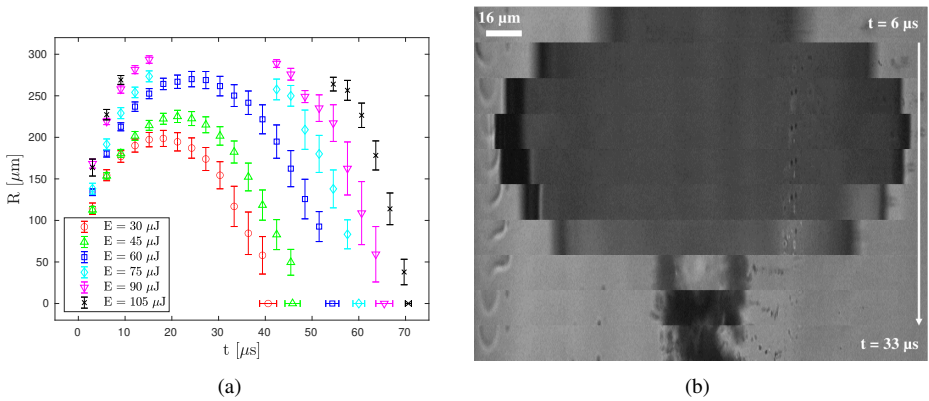 300
250
200
150
100
50
0
R [µm]
E = 30 µJ
E = 45 µJ
E = 60 µJ
E = 75 µJ
E = 90 µJ
E = 105 µJ
0 10 20 30 40 50 60 70 80
t [µs]
(a)
16 µm
t = 6 µs
t = 33 µs
(b)